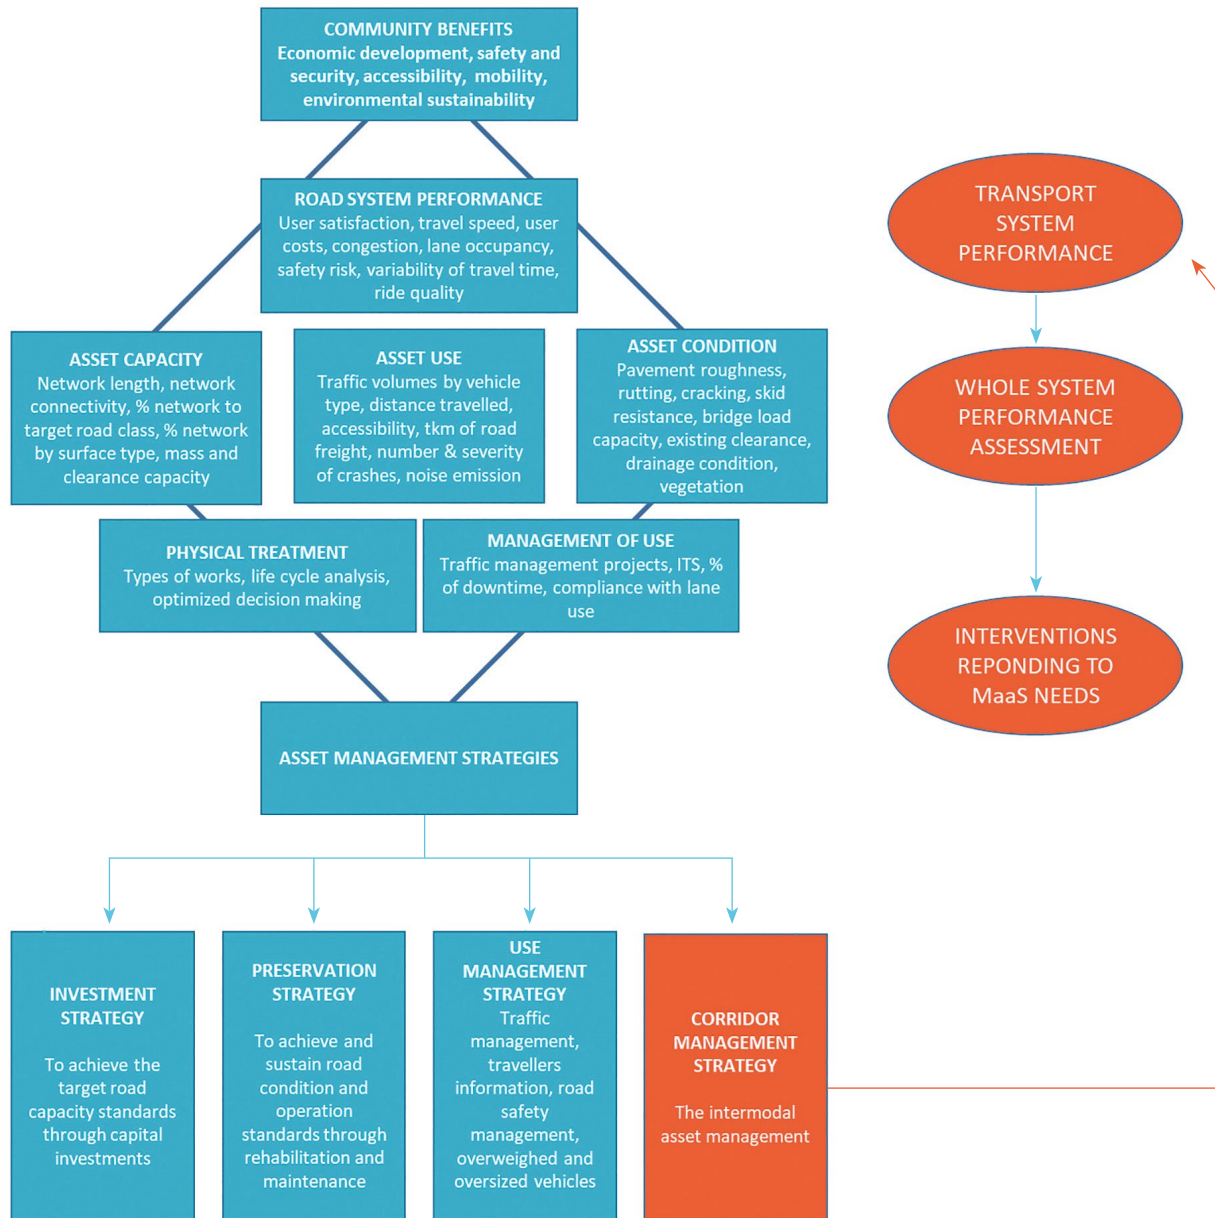 COMMUNITY BENEFITS
Economic development, safety and
security, accessibility, mobility,
environmental sustainability
ROAD SYSTEM PERFORMANCE
User satisfaction, travel speed, user
costs, congestion, lane occupancy,
safety risk, variability of travel time,
ride quality
ASSET CAPACITY
Network length, network
connectivity, % network to
target road class, % network
by surface type, mass and
clearance capacity
ASSET USE
Traffic volumes by vehicle
type, distance travelled,
accessibility, tkm of road
freight, number & severity
of crashes, noise emission
ASSET CONDITION
Pavement roughness,
rutting, cracking, skid
resistance, bridge load
capacity, existing clearance,
drainage condition,
vegetation
PHYSICAL TREATMENT
Types of works, life cycle analysis,
optimized decision making
MANAGEMENT OF USE
Traffic management projects, ITS, %
of downtime, compliance with lane
use
ASSET MANAGEMENT STRATEGIES
INVESTMENT
STRATEGY
To achieve the
target road
capacity standards
through capital
investments
PRESERVATION
STRATEGY
To achieve and
sustain road
condition and
operation
standards through
rehabilitation and
maintenance
USE
MANAGEMENT
STRATEGY
Traffic
management,
travellers
information, road
safety
management,
overweighed and
oversized vehicles
CORRIDOR
MANAGEMENT
STRATEGY
The intermodal
asset management
TRANSPORT
SYSTEM
PERFORMANCE
WHOLE SYSTEM
PERFORMANCE
ASSESSMENT
INTERVENTIONS
REPONDING TO
MaaS NEEDS